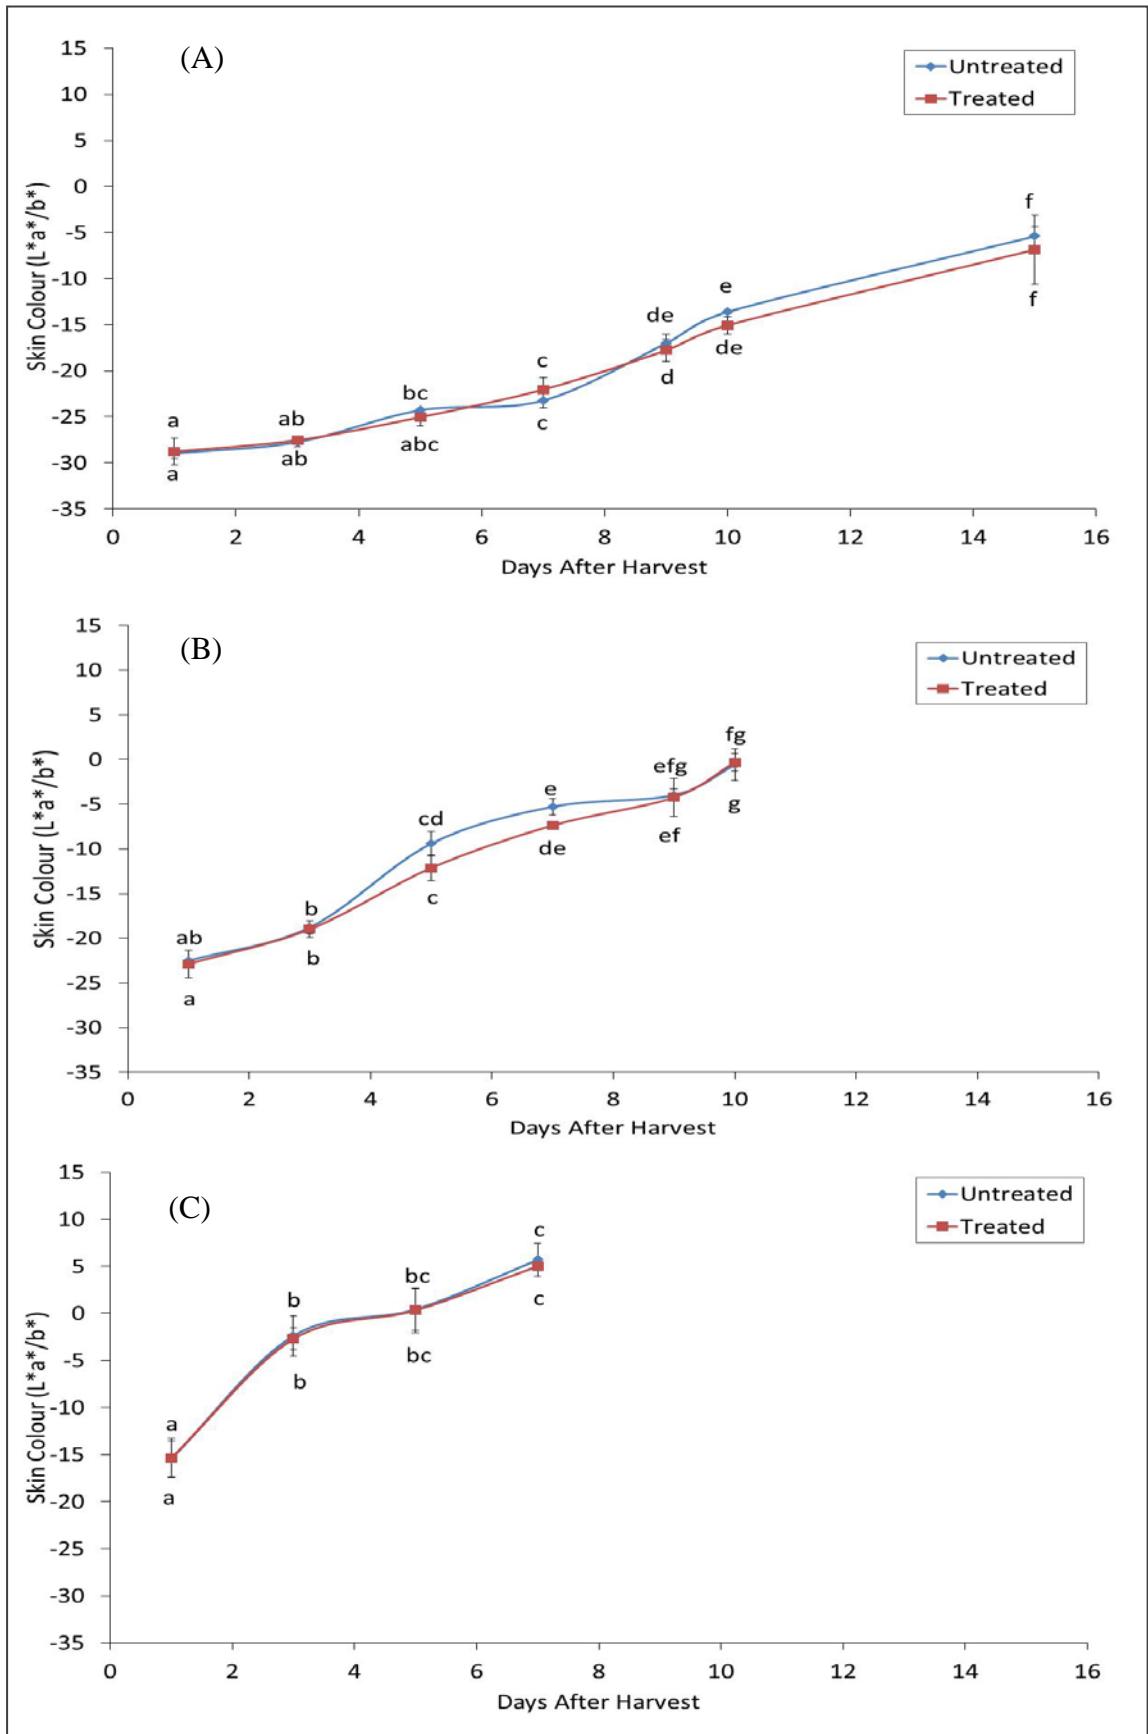 (A)
Untreated
Treated
15
10
5
0
-5
-10
-15
-20
-25
-30
-35
Skin Colour (L*a*/b*)
a
ab
bc
c
de
e
f
a
ab
abc
c
d
de
f
0 2 4 6 8 10 12 14 16
Days After Harvest
(B)
Untreated
Treated
15
10
5
0
-5
-10
-15
-20
-25
-30
-35
Skin Colour (L*a*/b*)
ab
b
cd
e
efg
fg
a
b
c
de
ef
g
0 2 4 6 8 10 12 14 16
Days After Harvest
(C)
Untreated
Treated
15
10
5
0
-5
-10
-15
-20
-25
-30
-35
Skin Colour (L*a*/b*)
a
b
bc
c
a
b
bc
c
0 2 4 6 8 10 12 14 16
Days After Harvest